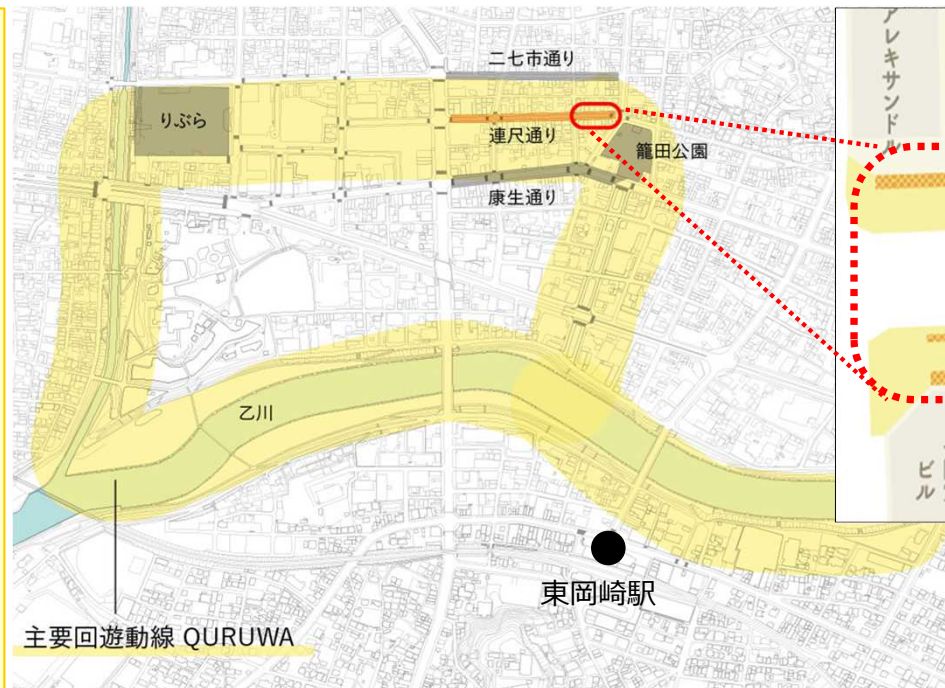 二七市通り
りぶら
連尺通り
籠田公園
康生通り
乙川
東岡崎駅
主要回遊動線 QURUWA
アレキサンドル
ビル